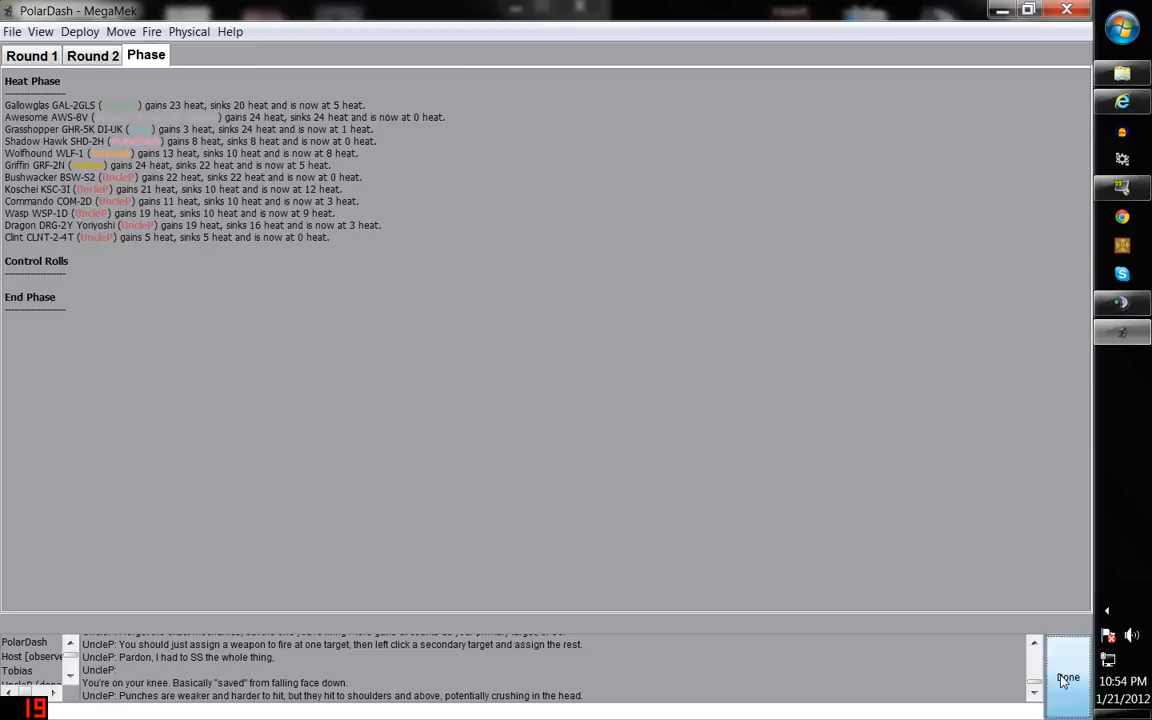 PolarDash - MegaMek
File View Deploy Move Fire Physical Help
Round 1 Round 2 Phase
Heat Phase
--------------------
Gallowglas GAL-2GLS ( ) gains 23 heat, sinks 20 heat and is now at 5 heat.
Awesome AWS-8V ( ) gains 24 heat, sinks 24 heat and is now at 0 heat.
Grasshopper GHR-5K DI-UK ( ) gains 3 heat, sinks 24 heat and is now at 1 heat.
Shadow Hawk SHD-2H (PolarDash) gains 8 heat, sinks 8 heat and is now at 0 heat.
Wolfhound WLF-1 ( ) gains 13 heat, sinks 10 heat and is now at 8 heat.
Griffin GRF-2N ( ) gains 24 heat, sinks 22 heat and is now at 5 heat.
Bushwacker BSW-S2 (UncleP) gains 22 heat, sinks 22 heat and is now at 0 heat.
Koschei KSC-3I (UncleP) gains 21 heat, sinks 10 heat and is now at 12 heat.
Commando COM-2D (UncleP) gains 11 heat, sinks 10 heat and is now at 3 heat.
Wasp WSP-1D (UncleP) gains 19 heat, sinks 10 heat and is now at 9 heat.
Dragon DRG-2Y Yoriyoshi (UncleP) gains 19 heat, sinks 16 heat and is now at 3 heat.
Clint CLNT-2-4T (UncleP) gains 5 heat, sinks 5 heat and is now at 0 heat.
Control Rolls
--------------------
End Phase
--------------------
PolarDash
Host [observe
Tobias
UncleP: You should just assign a weapon to fire at one target, then left click a secondary target and assign the rest.
UncleP: Pardon, I had to SS the whole thing,
UncleP:
You're on your knee. Basically "saved" from falling face down.
UncleP: Punches are weaker and harder to hit, but they hit to shoulders and above, potentially crushing in the head.
Done
19
10:54 PM
1/21/2012